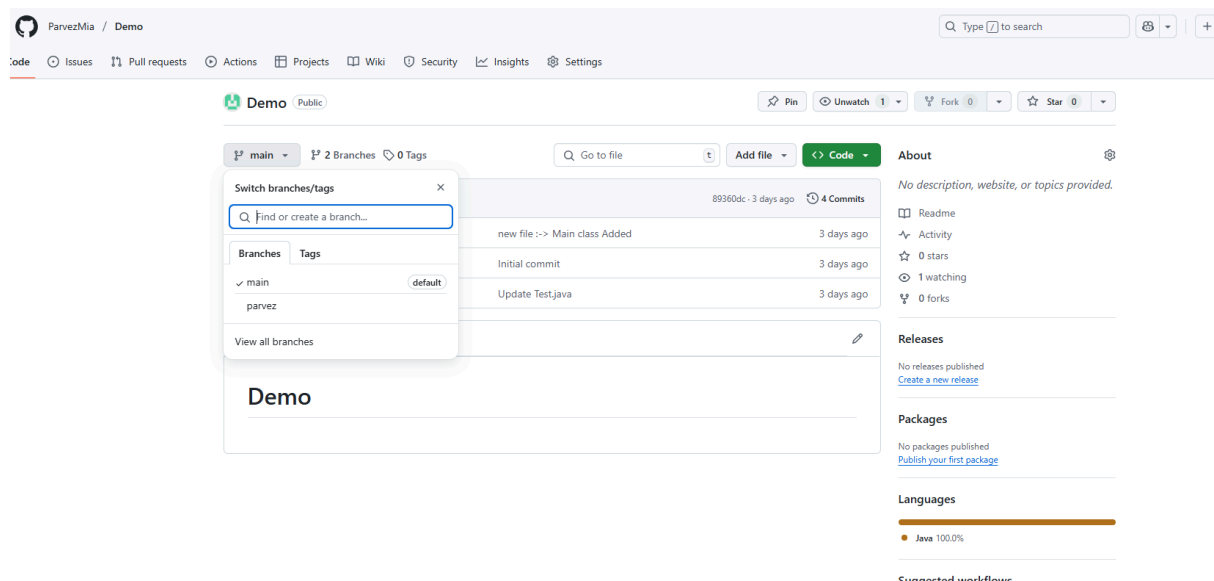 ParvezMia / Demo
Type / to search
Code Issues Pull requests Actions Projects Wiki Security Insights Settings
Demo Public
Pin Unwatch 1 Fork 0 Star 0
main 2 Branches 0 Tags
Go to file t
Add file
<> Code
Switch branches/tags
Find or create a branch...
Branches Tags
main default
parvez
View all branches
89360dc · 3 days ago 4 Commits
new file :-> Main class Added 3 days ago
Initial commit 3 days ago
Update Test.java 3 days ago
Demo
About
No description, website, or topics provided.
Readme
Activity
0 stars
1 watching
0 forks
Releases
No releases published
Create a new release
Packages
No packages published
Publish your first package
Languages
Java 100.0%
Suggested workflows